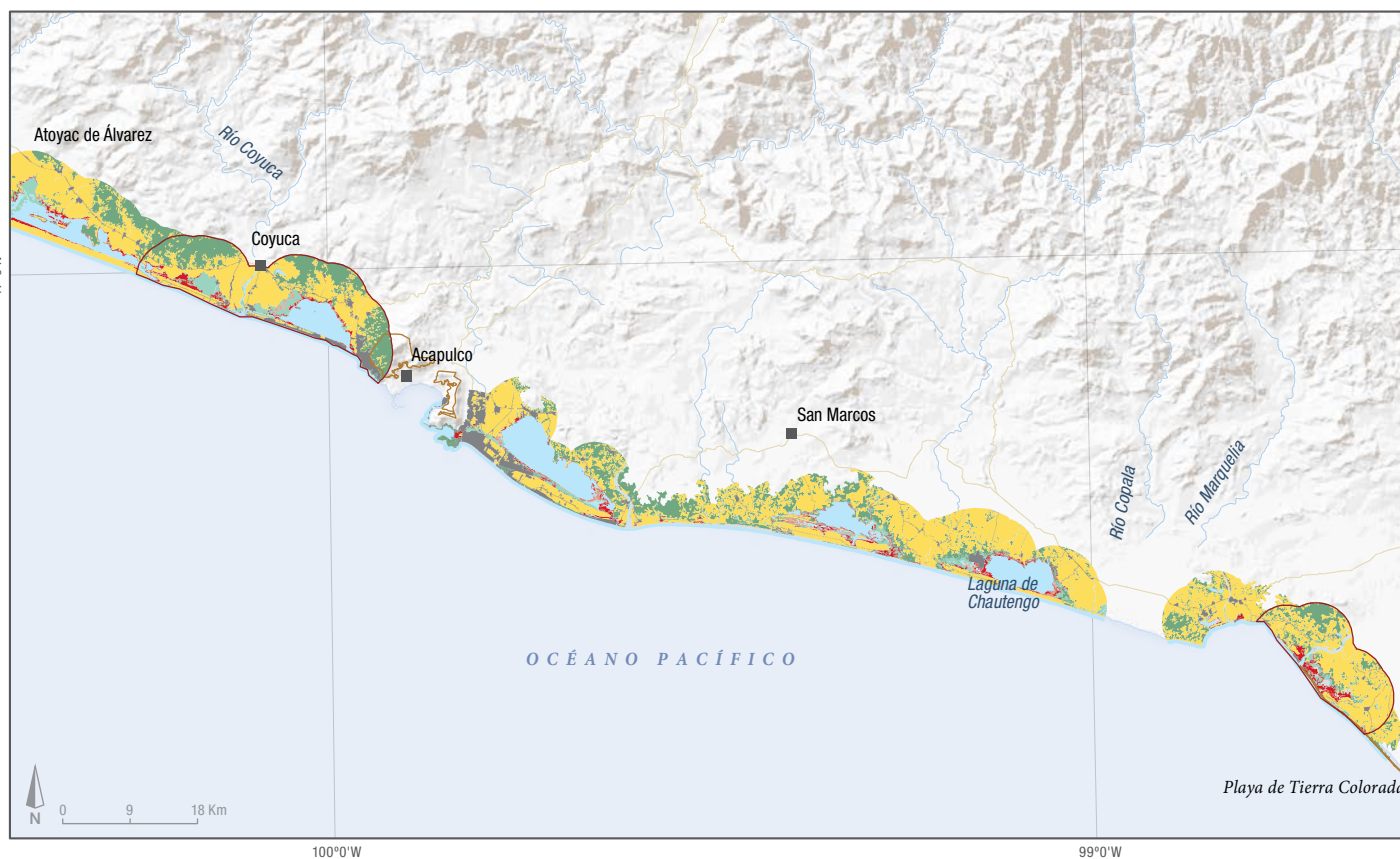 Atoyac de Álvarez
Río Coyuca
Coyuca
Acapulco
San Marcos
Río Copala
Río Marquelia
Laguna de
Chautengo
OCÉANO PACÍFICO
Playa de Tierra Colorada
0 9 18 Km
N
100°0'W
99°0'W